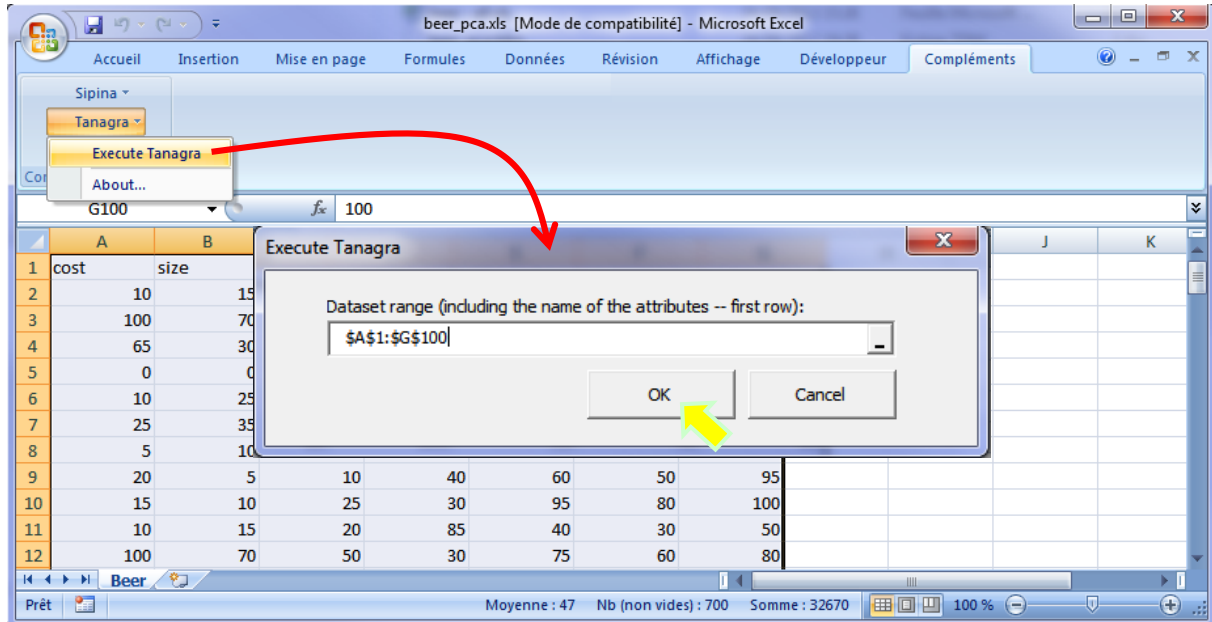 beer_pca.xls [Mode de compatibilité] - Microsoft Excel
Accueil Insertion Mise en page Formules Données Révision Affichage Développeur Compléments
Sipina
Tanagra
Execute Tanagra
About...
G100 fx 100
A B J K
Execute Tanagra
1 cost size
2 10 15
Dataset range (including the name of the attributes -- first row):
3 100 70
$A$1:$G$100
4 65 30
5 0 0
6 10 25
OK Cancel
7 25 35
8 5 10
9 20 5 10 40 60 50 95
10 15 10 25 30 95 80 100
11 10 15 20 85 40 30 50
12 100 70 50 30 75 60 80
Beer
Prêt Moyenne : 47 Nb (non vides) : 700 Somme : 32670 100 %